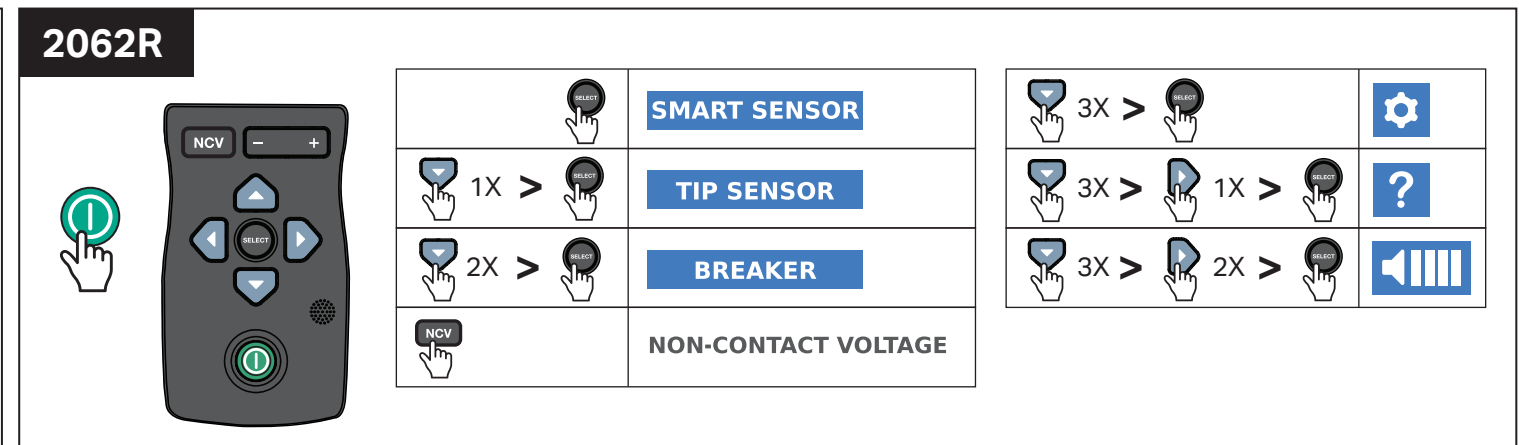 2062R
NCV - +
SELECT
SELECT SMART SENSOR
1X > SELECT TIP SENSOR
2X > SELECT BREAKER
NCV NON-CONTACT VOLTAGE
3X > SELECT
3X > 1X > SELECT ?
3X > 2X > SELECT